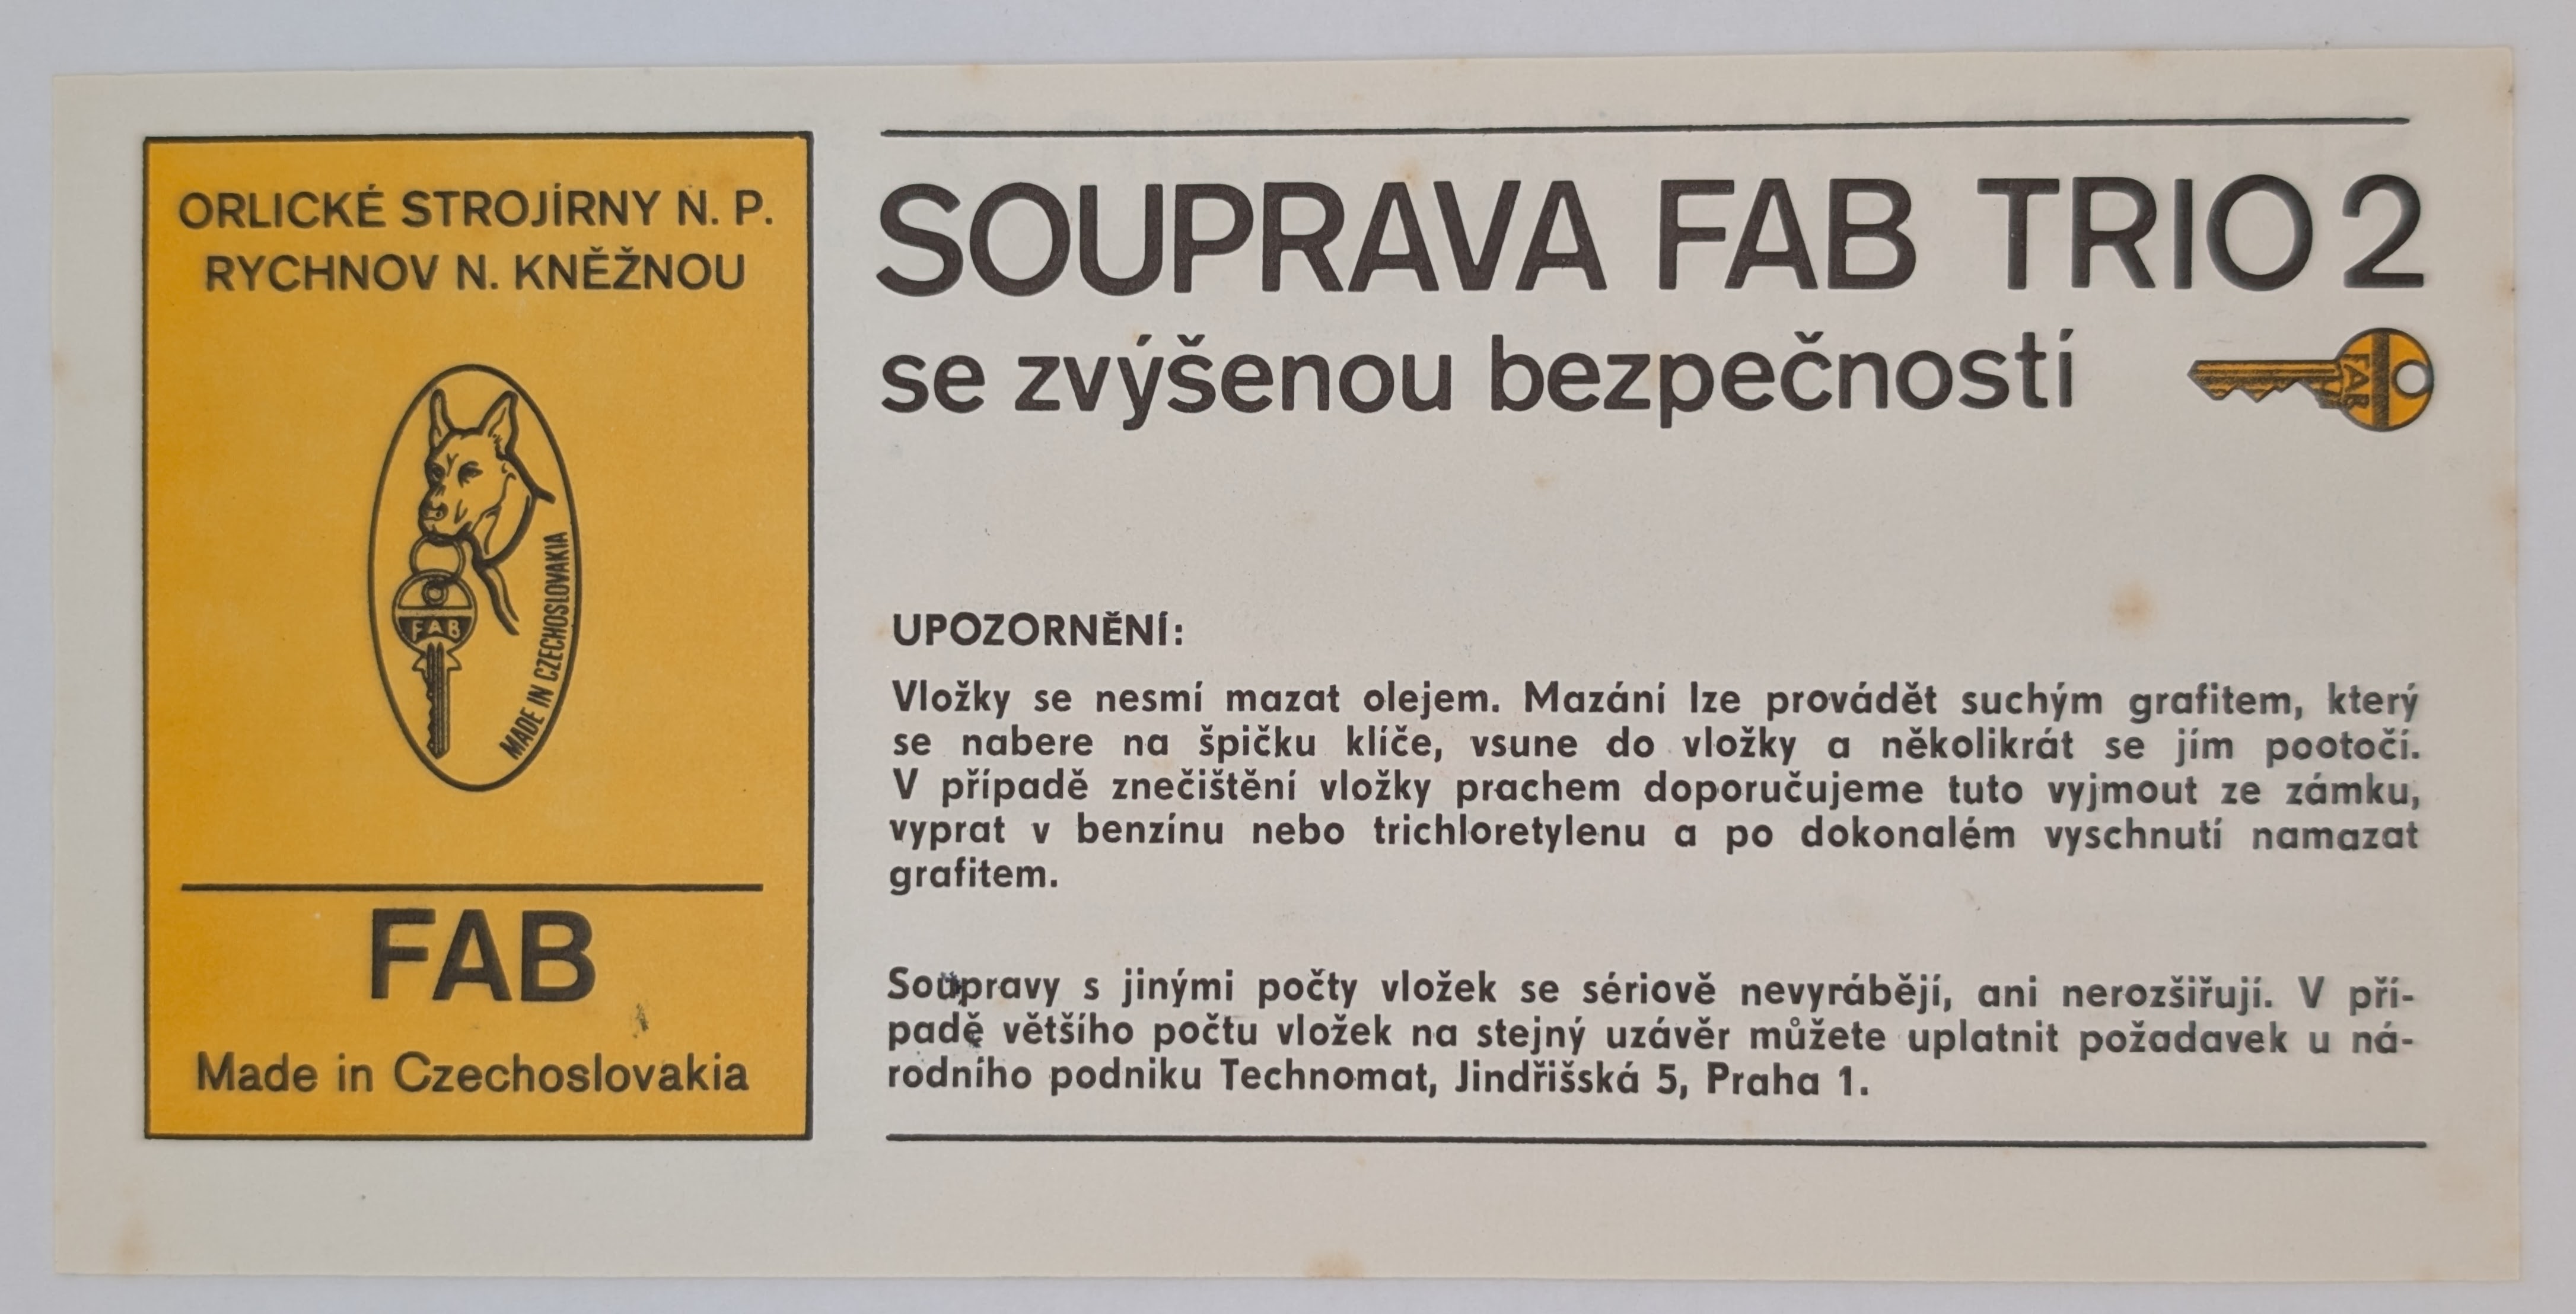 ORLICKÉ STROJÍRNY N. P.
RYCHNOV N. KNĚŽNOU
FAB
MADE IN CZECHOSLOVAKIA
FAB
Made in Czechoslovakia
SOUPRAVA FAB TRIO 2
se zvýšenou bezpečností
FAB
UPOZORNĚNÍ:
Vložky se nesmí mazat olejem. Mazání lze provádět suchým grafitem, který
se nabere na špičku klíče, vsune do vložky a několikrát se jím pootočí.
V případě znečištění vložky prachem doporučujeme tuto vyjmout ze zámku,
vyprat v benzínu nebo trichloretylenu a po dokonalém vyschnutí namazat
grafitem.
Soupravy s jinými počty vložek se sériově nevyrábějí, ani nerozšiřují. V pří-
padě většího počtu vložek na stejný uzávěr můžete uplatnit požadavek u ná-
rodního podniku Technomat, Jindřišská 5, Praha 1.